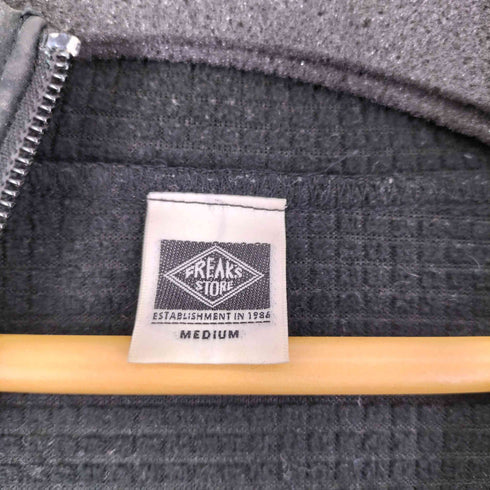 FREAKS
STORE
ESTABLISHMENT IN 1986
MEDIUM